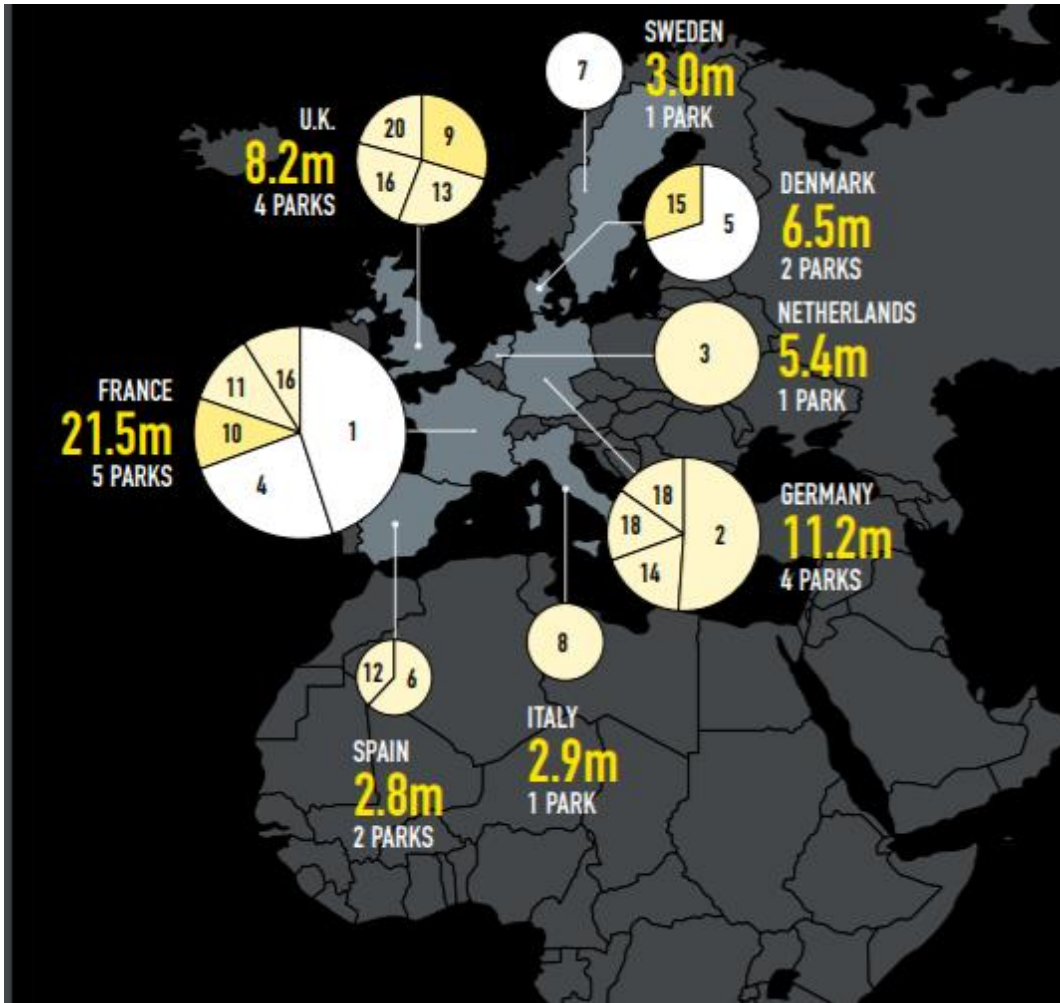 SWEDEN
3.0m
1 PARK
7
U.K.
8.2m
4 PARKS
20
9
16
13
DENMARK
6.5m
2 PARKS
15
5
NETHERLANDS
5.4m
1 PARK
3
FRANCE
21.5m
5 PARKS
11
16
10
1
4
GERMANY
11.2m
4 PARKS
18
18
2
14
SPAIN
2.8m
2 PARKS
12
6
ITALY
2.9m
1 PARK
8